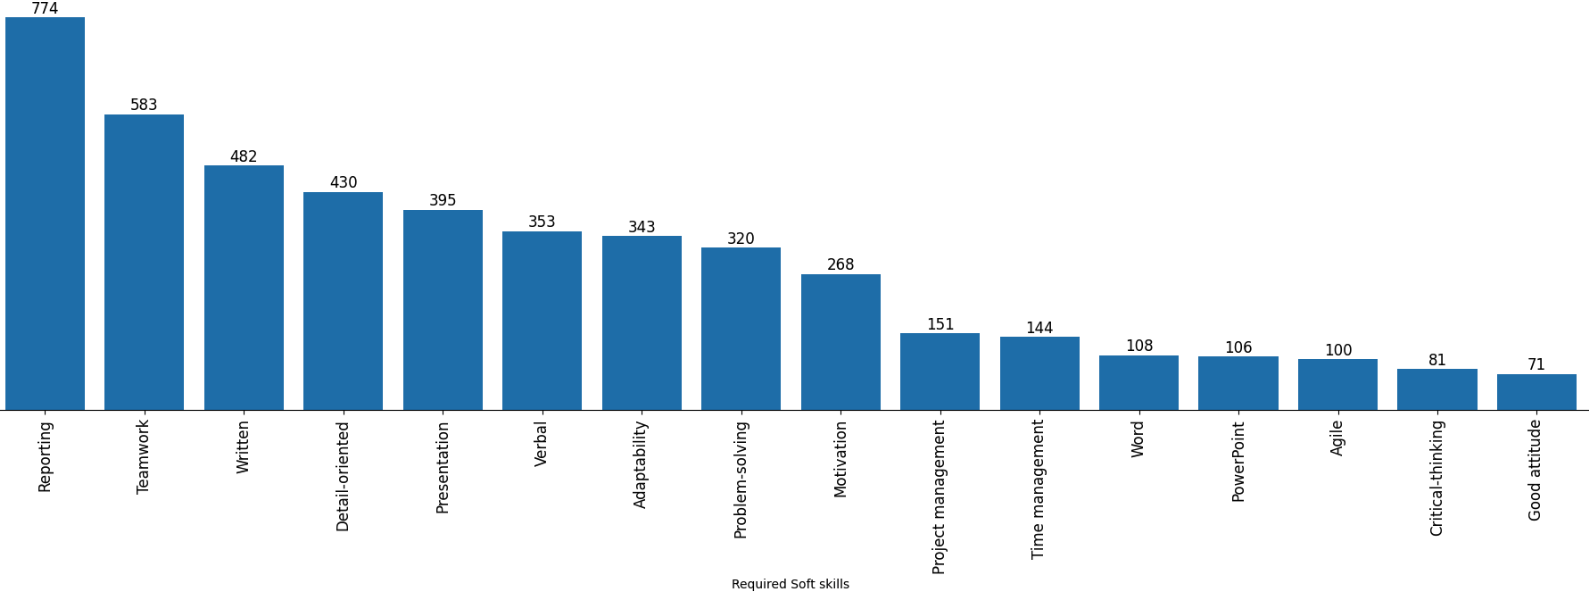 774
583
482
430
395
353
343
320
268
151
144
108
106
100
81
71
Reporting
Teamwork
Written
Detail-oriented
Presentation
Verbal
Adaptability
Problem-solving
Motivation
Project management
Time management
Word
PowerPoint
Agile
Critical-thinking
Good attitude
Required Soft skills